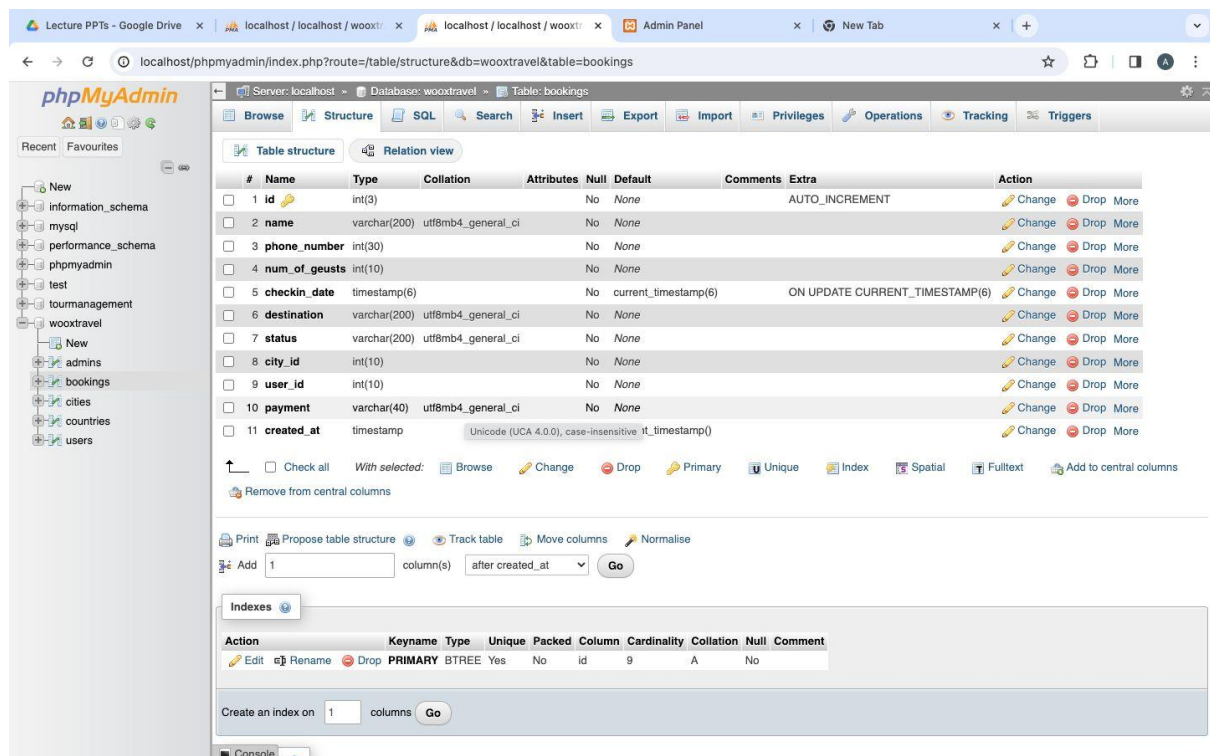 Lecture PPTs - Google Drive
localhost / localhost / wooxtr
localhost / localhost / wooxtr
Admin Panel
New Tab
localhost/phpmyadmin/index.php?route=/table/structure&db=wooxtravel&table=bookings
A
phpMyAdmin
Recent Favourites
New
information_schema
mysql
performance_schema
phpmyadmin
test
tourmanagement
wooxtravel
New
admins
bookings
cities
countries
users
Server: localhost » Database: wooxtravel » Table: bookings
Browse Structure SQL Search Insert Export Import Privileges Operations Tracking Triggers
Table structure Relation view
# Name Type Collation Attributes Null Default Comments Extra Action
1 id int(3) No None AUTO_INCREMENT Change Drop More
2 name varchar(200) utf8mb4_general_ci No None Change Drop More
3 phone_number int(30) No None Change Drop More
4 num_of_geusts int(10) No None Change Drop More
5 checkin_date timestamp(6) No current_timestamp(6) ON UPDATE CURRENT_TIMESTAMP(6) Change Drop More
6 destination varchar(200) utf8mb4_general_ci No None Change Drop More
7 status varchar(200) utf8mb4_general_ci No None Change Drop More
8 city_id int(10) No None Change Drop More
9 user_id int(10) No None Change Drop More
10 payment varchar(40) utf8mb4_general_ci No None Change Drop More
11 created_at timestamp Unicode (UCA 4.0.0), case-insensitive t_timestamp() Change Drop More
Check all With selected: Browse Change Drop Primary Unique Index Spatial Fulltext Add to central columns
Remove from central columns
Print Propose table structure Track table Move columns Normalise
Add 1 column(s) after created_at Go
Indexes
Action Keyname Type Unique Packed Column Cardinality Collation Null Comment
Edit Rename Drop PRIMARY BTREE Yes No id 9 A No
Create an index on 1 columns Go
Console